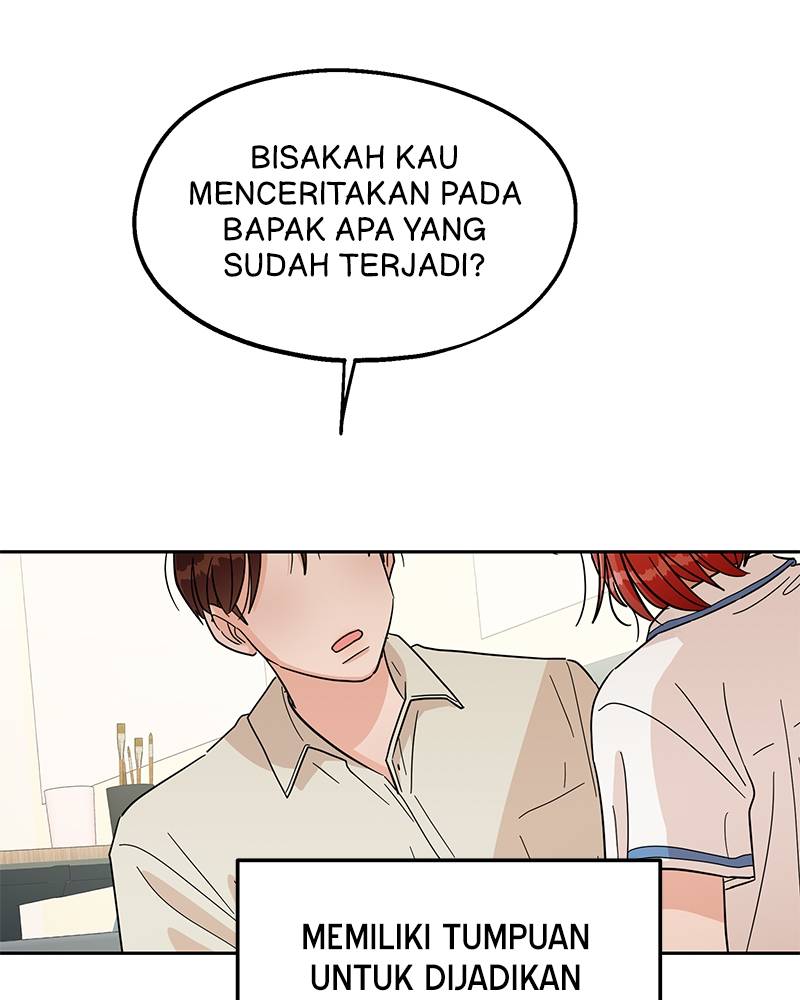 BISAKAH KAU
MENCERITAKAN PADA
BAPAK APA YANG
SUDAH TERJADI?
MEMILIKI TUMPUAN
UNTUK DIJADIKAN